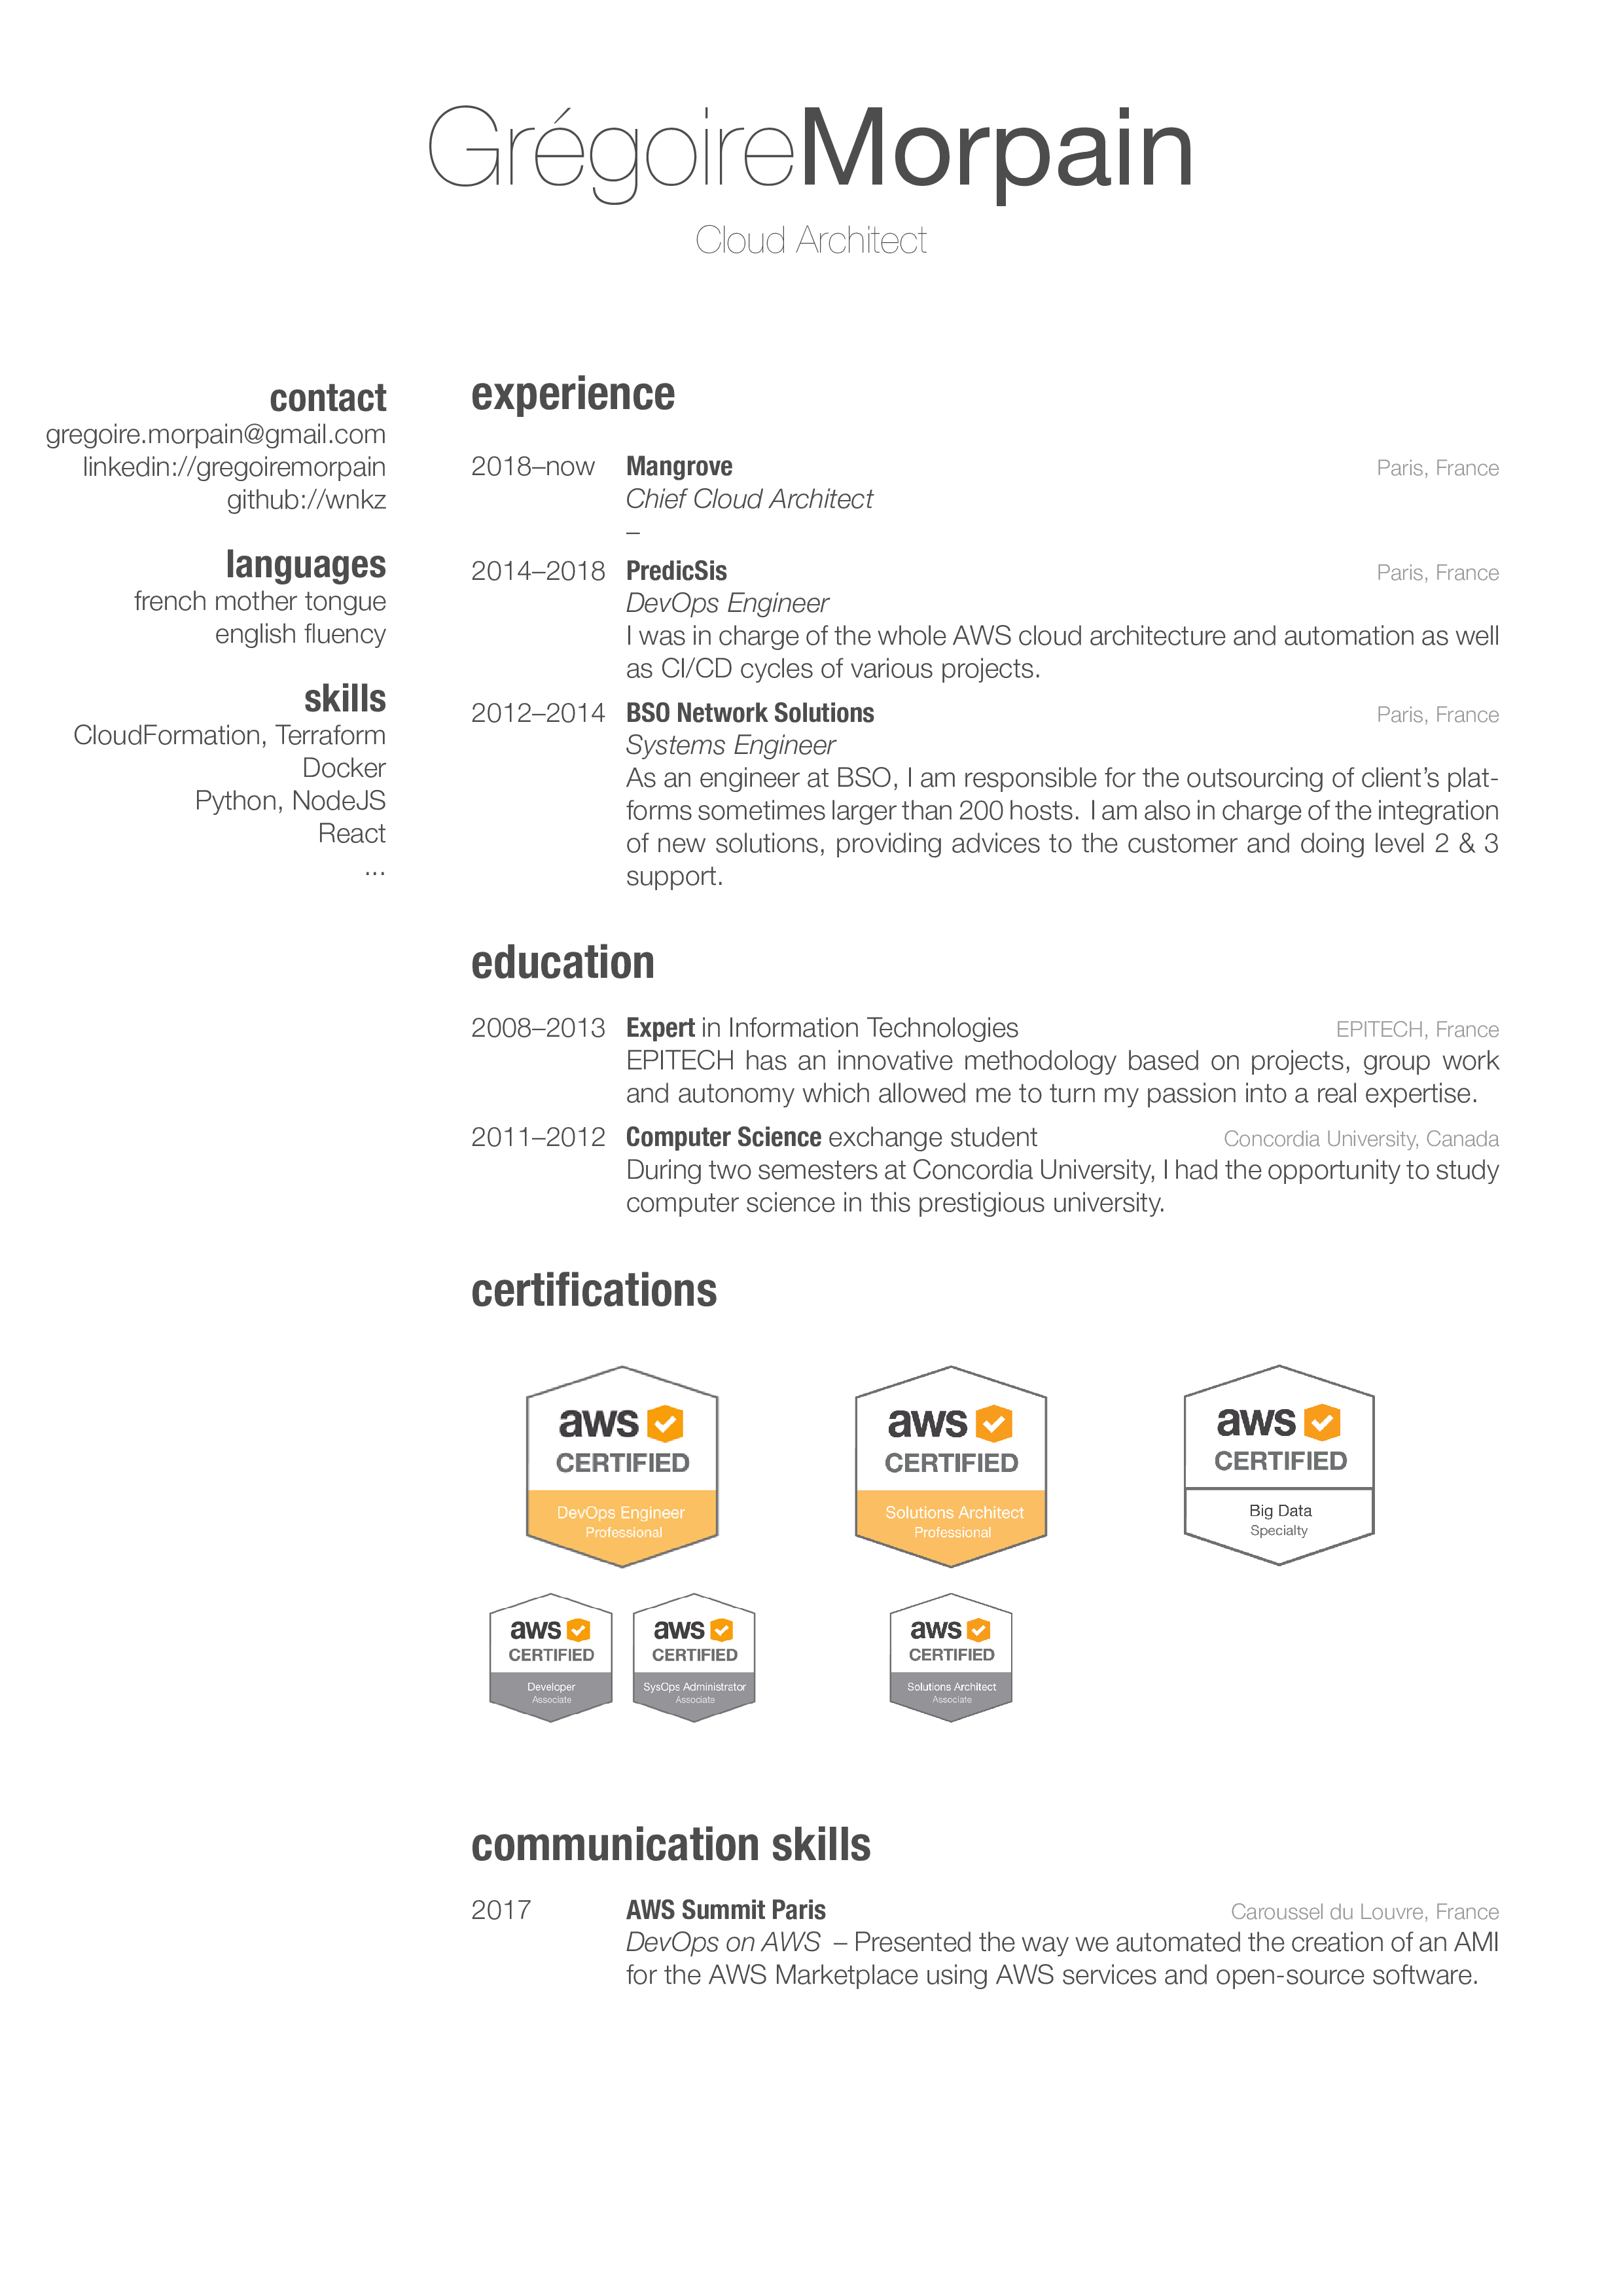 GrégoireMorpain
Cloud Architect
contact
gregoire.morpain@gmail.com
linkedin://gregoiremorpain
github://wnkz
languages
french mother tongue
english fluency
skills
CloudFormation, Terraform
Docker
Python, NodeJS
React
...
experience
2018–now Mangrove Paris, France
Chief Cloud Architect
–
2014–2018 PredicSis Paris, France
DevOps Engineer
I was in charge of the whole AWS cloud architecture and automation as well
as CI/CD cycles of various projects.
2012–2014 BSO Network Solutions Paris, France
Systems Engineer
As an engineer at BSO, I am responsible for the outsourcing of client's plat-
forms sometimes larger than 200 hosts. I am also in charge of the integration
of new solutions, providing advices to the customer and doing level 2 & 3
support.
education
2008–2013 Expert in Information Technologies EPITECH, France
EPITECH has an innovative methodology based on projects, group work
and autonomy which allowed me to turn my passion into a real expertise.
2011–2012 Computer Science exchange student Concordia University, Canada
During two semesters at Concordia University, I had the opportunity to study
computer science in this prestigious university.
certifications
aws
CERTIFIED
DevOps Engineer
Professional
aws
CERTIFIED
Solutions Architect
Professional
aws
CERTIFIED
Big Data
Specialty
aws
CERTIFIED
Developer
Associate
aws
CERTIFIED
SysOps Administrator
Associate
aws
CERTIFIED
Solutions Architect
Associate
communication skills
2017 AWS Summit Paris Caroussel du Louvre, France
DevOps on AWS – Presented the way we automated the creation of an AMI
for the AWS Marketplace using AWS services and open-source software.